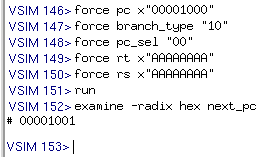 VSIM 146> force pc x"00001000"
VSIM 147> force branch_type "10"
VSIM 148> force pc_sel "00"
VSIM 149> force rt x"AAAAAAAA"
VSIM 150> force rs x"AAAAAAAA"
VSIM 151> run
VSIM 152> examine -radix hex next_pc
# 00001001
VSIM 153>